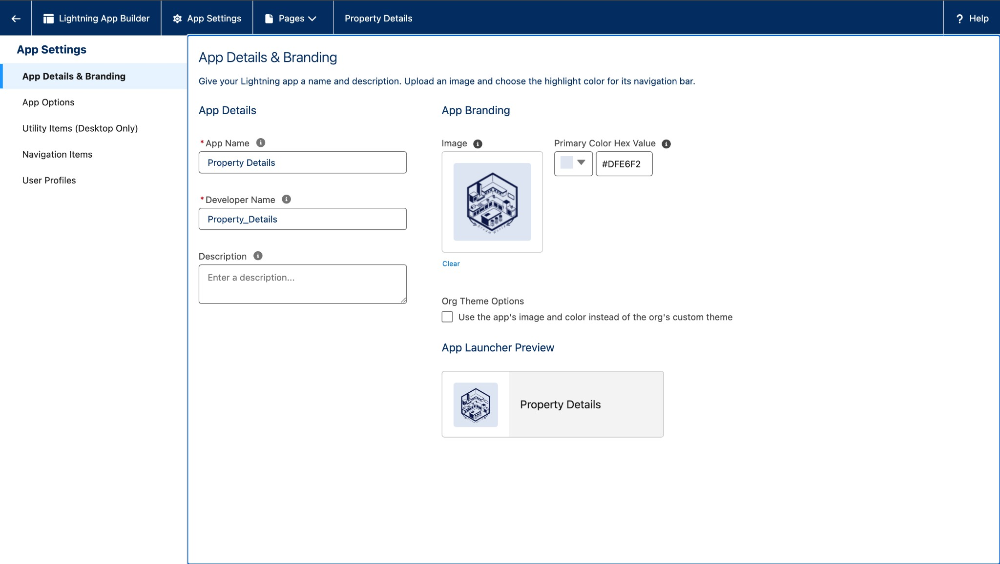 Lightning App Builder
App Settings
Pages
Property Details
? Help
App Settings
App Details & Branding
App Options
Utility Items (Desktop Only)
Navigation Items
User Profiles
App Details & Branding
Give your Lightning app a name and description. Upload an image and choose the highlight color for its navigation bar.
App Details
* App Name
Property Details
* Developer Name
Property_Details
Description
Enter a description...
App Branding
Image
Primary Color Hex Value
#DFE6F2
Clear
Org Theme Options
Use the app's image and color instead of the org's custom theme
App Launcher Preview
Property Details